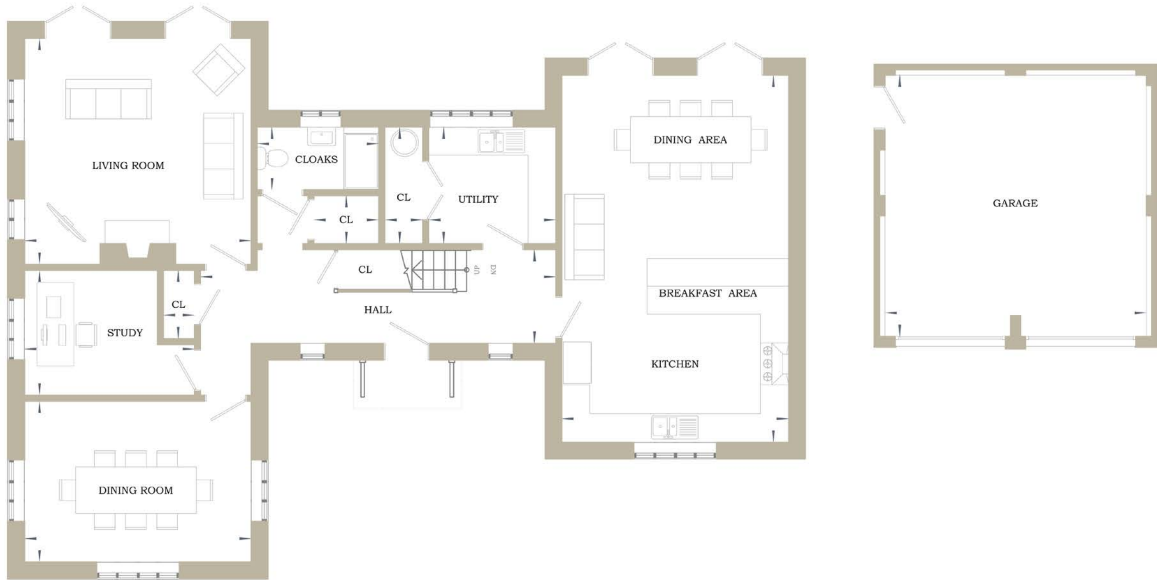 LIVING ROOM
CLOAKS
CL
CL
UTILITY
DINING AREA
GARAGE
CL
UP
DN
BREAKFAST AREA
CL
HALL
STUDY
KITCHEN
DINING ROOM